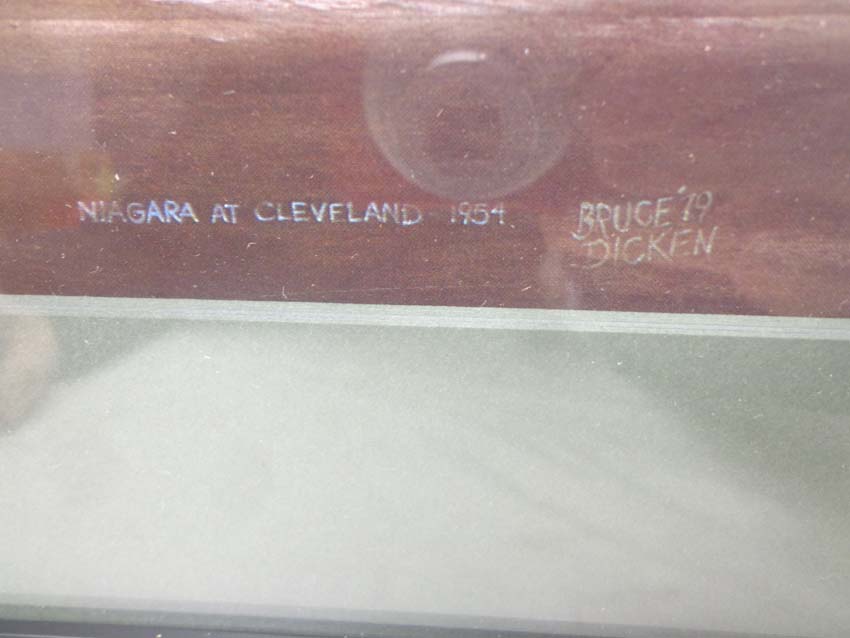 NIAGARA AT CLEVELAND - 1954
BRUCE '79
DICKEN